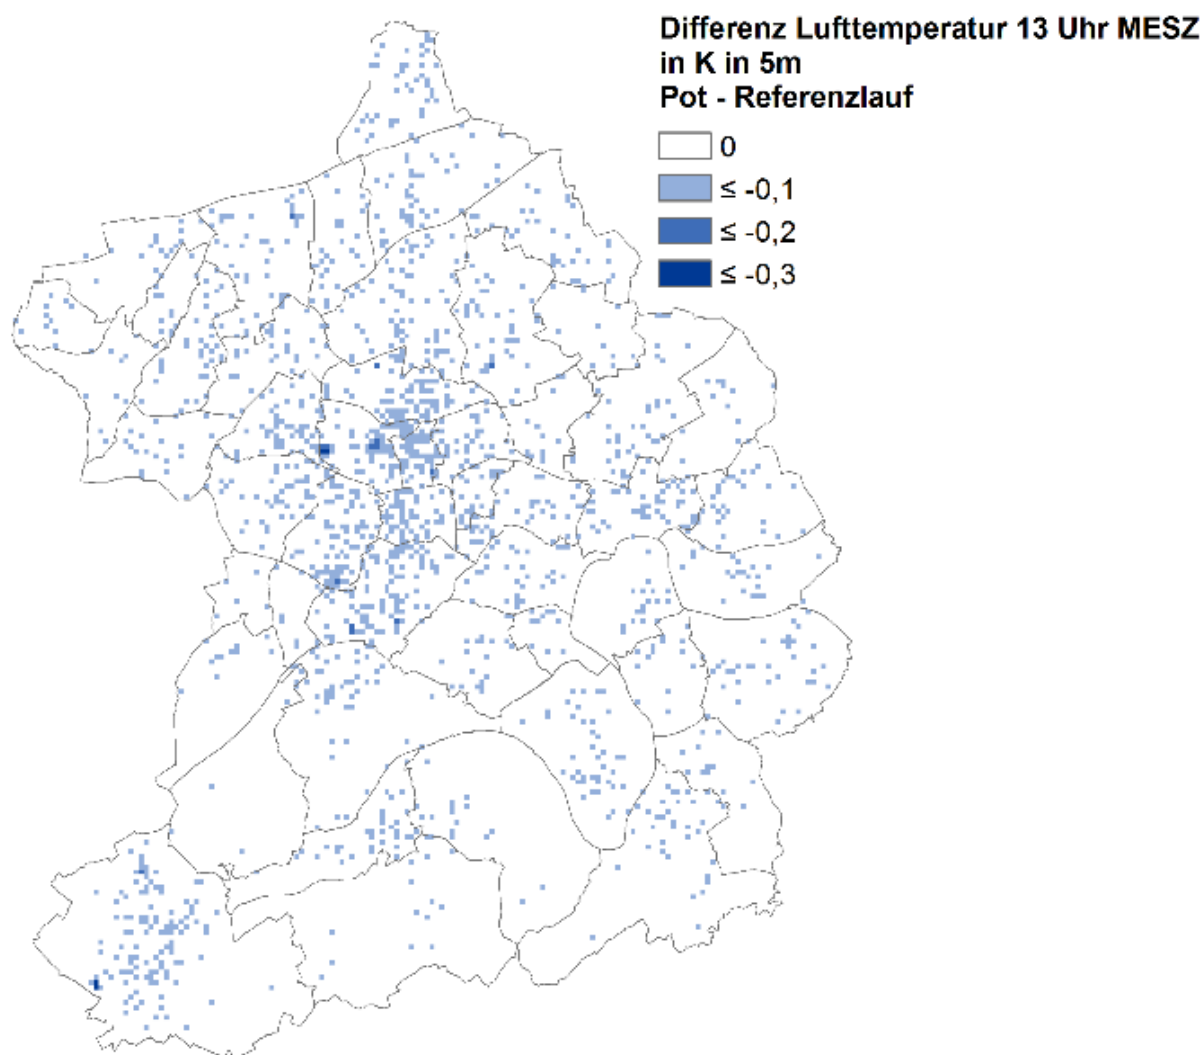 Differenz Lufttemperatur 13 Uhr MESZ
in K in 5m
Pot - Referenzlauf
0
≤ -0,1
≤ -0,2
≤ -0,3